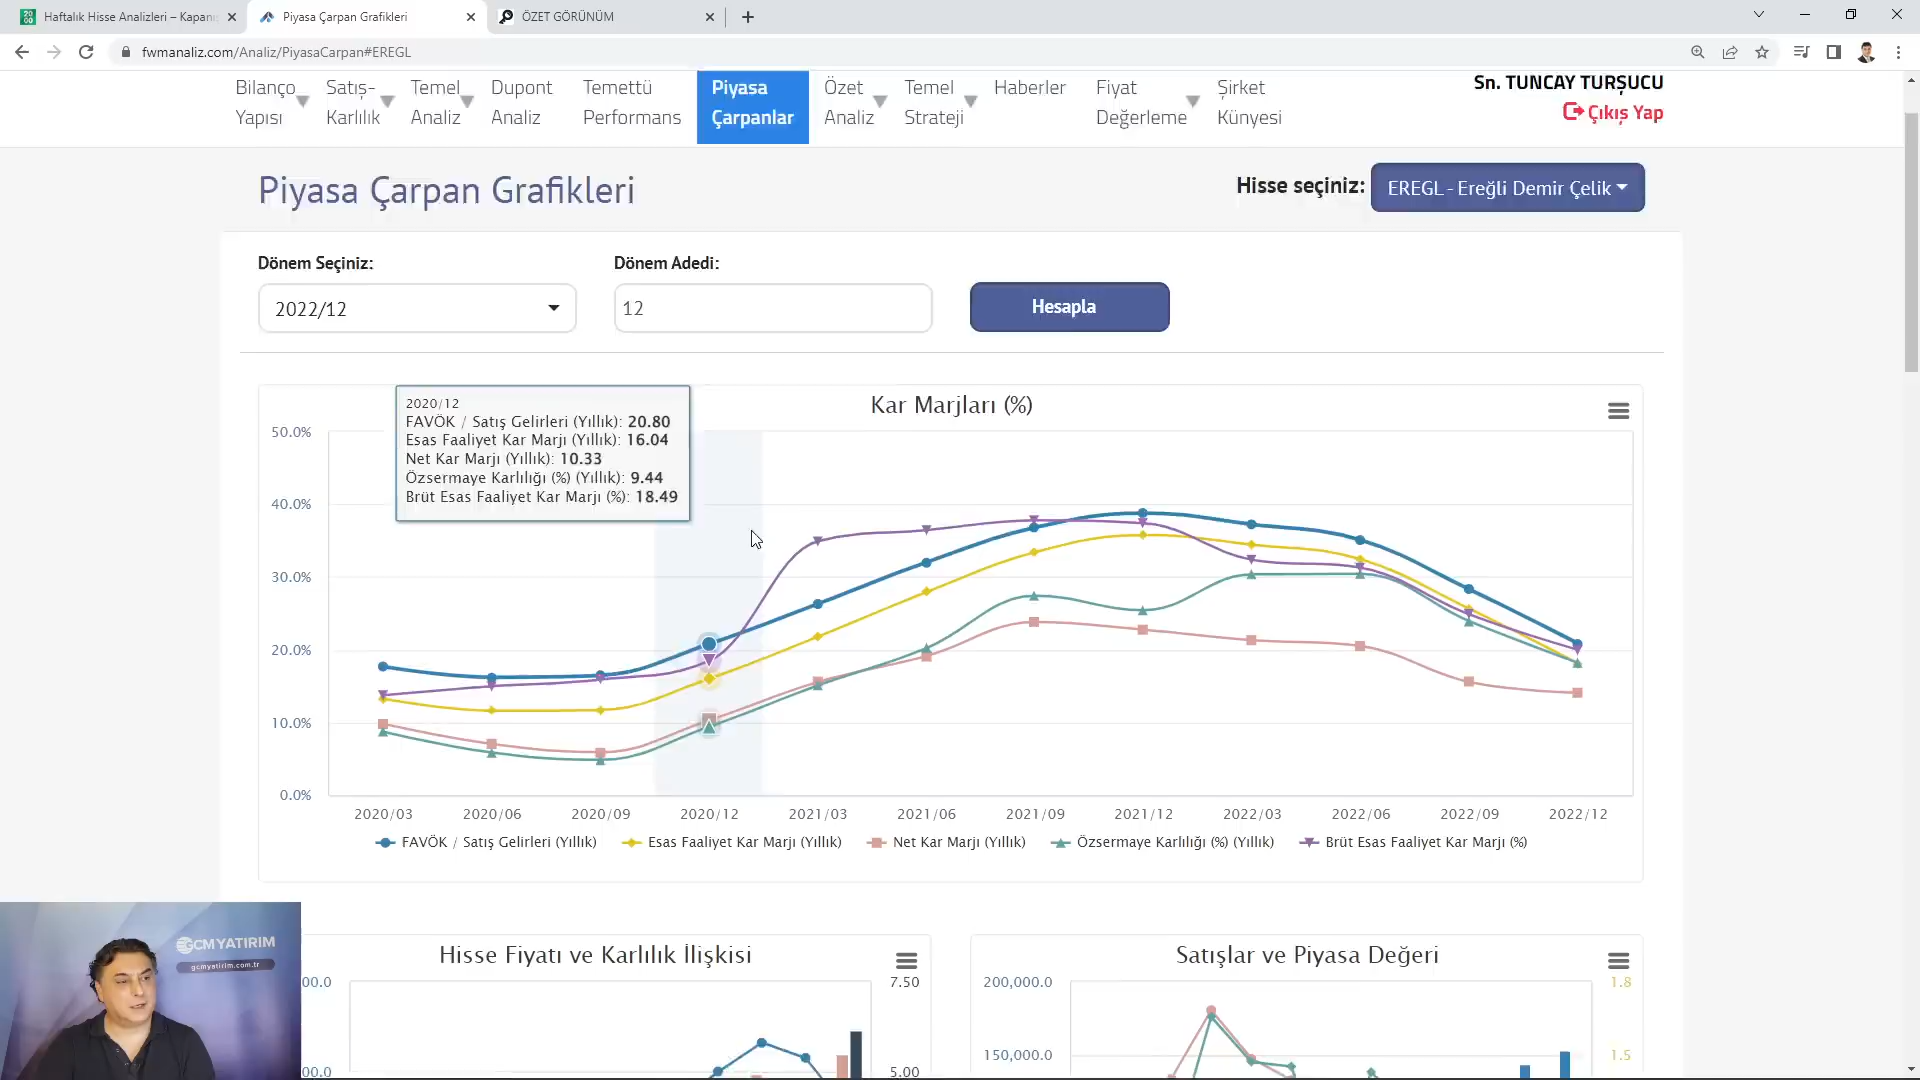 Haftalık Hisse Analizleri – Kapanı
Piyasa Çarpan Grafikleri
ÖZET GÖRÜNÜM
fwmanaliz.com/Analiz/PiyasaCarpan#EREGL
Bilanço Yapısı
Satış-Karlılık
Temel Analiz
Dupont Analiz
Temettü Performans
Piyasa Çarpanlar
Özet Analiz
Temel Strateji
Haberler
Fiyat Değerleme
Şirket Künyesi
Sn. TUNCAY TURŞUCU
Çıkış Yap
Piyasa Çarpan Grafikleri
Hisse seçiniz:
EREGL - Ereğli Demir Çelik
Dönem Seçiniz:
Dönem Adedi:
2022/12
12
Hesapla
Kar Marjları (%)
2020/12
FAVÖK / Satış Gelirleri (Yıllık): 20.80
Esas Faaliyet Kar Marjı (Yıllık): 16.04
Net Kar Marjı (Yıllık): 10.33
Özsermaye Karlılığı (%) (Yıllık): 9.44
Brüt Esas Faaliyet Kar Marjı (%): 18.49
50.0%
40.0%
30.0%
20.0%
10.0%
0.0%
2020/03 2020/06 2020/09 2020/12 2021/03 2021/06 2021/09 2021/12 2022/03 2022/06 2022/09 2022/12
FAVÖK / Satış Gelirleri (Yıllık) Esas Faaliyet Kar Marjı (Yıllık) Net Kar Marjı (Yıllık) Özsermaye Karlılığı (%) (Yıllık) Brüt Esas Faaliyet Kar Marjı (%)
GCM YATIRIM
gcmyatirim.com.tr
Hisse Fiyatı ve Karlılık İlişkisi
00.0
7.50
00.0
5.00
Satışlar ve Piyasa Değeri
200,000.0
1.8
150,000.0
1.5